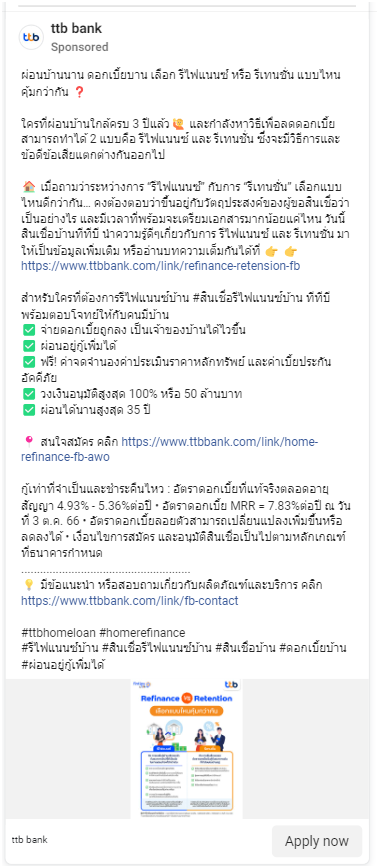 ttb
ttb bank
Sponsored
ผ่อนบ้านนาน ดอกเบี้ยบาน เลือก รีไฟแนนซ์ หรือ รีเทนชั่น แบบไหน
คุ้มกว่ากัน ❓
ใครที่ผ่อนบ้านใกล้ครบ 3 ปีแล้ว 🙋 และกำลังหาวิธีเพื่อลดดอกเบี้ย
สามารถทำได้ 2 แบบคือ รีไฟแนนซ์ และ รีเทนชั่น ซึ่งจะมีวิธีการและ
ข้อดีข้อเสียแตกต่างกันออกไป
🏠 เมื่อถามว่าระหว่างการ “รีไฟแนนซ์” กับการ “รีเทนชั่น” เลือกแบบ
ไหนดีกว่ากัน... คงต้องตอบว่าขึ้นอยู่กับวัตถุประสงค์ของผู้ขอสินเชื่อว่า
เป็นอย่างไร และมีเวลาที่พร้อมจะเตรียมเอกสารมากน้อยแค่ไหน วันนี้
สินเชื่อบ้านทีทีบี นำความรู้ดีๆเกี่ยวกับการ รีไฟแนนซ์ และ รีเทนชั่น มา
ให้เป็นข้อมูลเพิ่มเติม หรืออ่านบทความเต็มกันได้ที่ 👉 👉
https://www.ttbbank.com/link/refinance-retension-fb
สำหรับใครที่ต้องการรีไฟแนนซ์บ้าน #สินเชื่อรีไฟแนนซ์บ้าน ทีทีบี
พร้อมตอบโจทย์ให้กับคนมีบ้าน
✅ จ่ายดอกเบี้ยถูกลง เป็นเจ้าของบ้านได้ไวขึ้น
✅ ผ่อนอยู่กู้เพิ่มได้
✅ ฟรี! ค่าจดจำนองค่าประเมินราคาหลักทรัพย์ และค่าเบี้ยประกัน
อัคคีภัย
✅ วงเงินอนุมัติสูงสุด 100% หรือ 50 ล้านบาท
✅ ผ่อนได้นานสูงสุด 35 ปี
📍 สนใจสมัคร คลิก https://www.ttbbank.com/link/home-
refinance-fb-awo
กู้เท่าที่จำเป็นและชำระคืนไหว : อัตราดอกเบี้ยที่แท้จริงตลอดอายุ
สัญญา 4.93% - 5.36%ต่อปี • อัตราดอกเบี้ย MRR = 7.83%ต่อปี ณ วัน
ที่ 3 ต.ค. 66 • อัตราดอกเบี้ยลอยตัวสามารถเปลี่ยนแปลงเพิ่มขึ้นหรือ
ลดลงได้ • เงื่อนไขการสมัคร และอนุมัติสินเชื่อเป็นไปตามหลักเกณฑ์
ที่ธนาคารกำหนด
......................................................
💡 มีข้อแนะนำ หรือสอบถามเกี่ยวกับผลิตภัณฑ์และบริการ คลิก
https://www.ttbbank.com/link/fb-contact
#ttbhomeloan #homerefinance
#รีไฟแนนซ์บ้าน #สินเชื่อรีไฟแนนซ์บ้าน #สินเชื่อบ้าน #ดอกเบี้ยบ้าน
#ผ่อนอยู่กู้เพิ่มได้
ttb
Refinance VS Retention
เลือกแบบไหนคุ้มกว่ากัน
ttb bank
Apply now